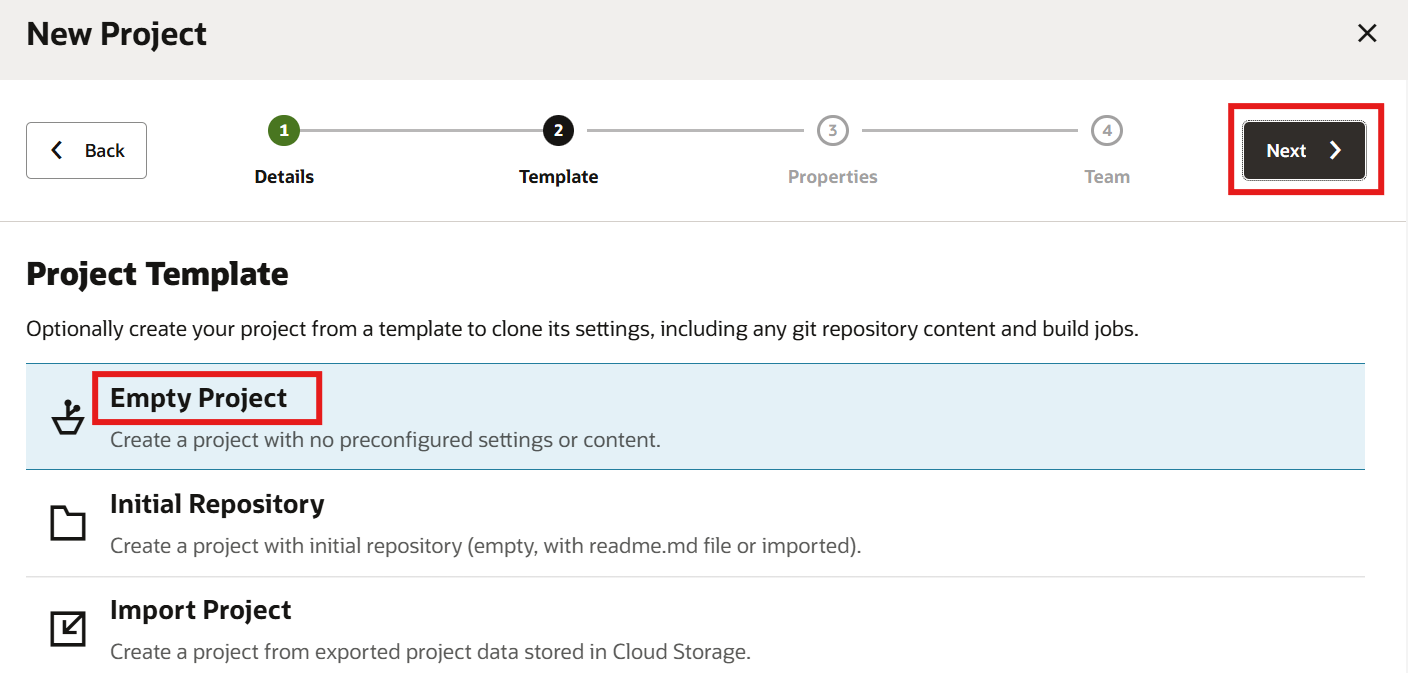 New Project
Back
1
2
3
4
Next
Details
Template
Properties
Team
Project Template
Optionally create your project from a template to clone its settings, including any git repository content and build jobs.
Empty Project
Create a project with no preconfigured settings or content.
Initial Repository
Create a project with initial repository (empty, with readme.md file or imported).
Import Project
Create a project from exported project data stored in Cloud Storage.